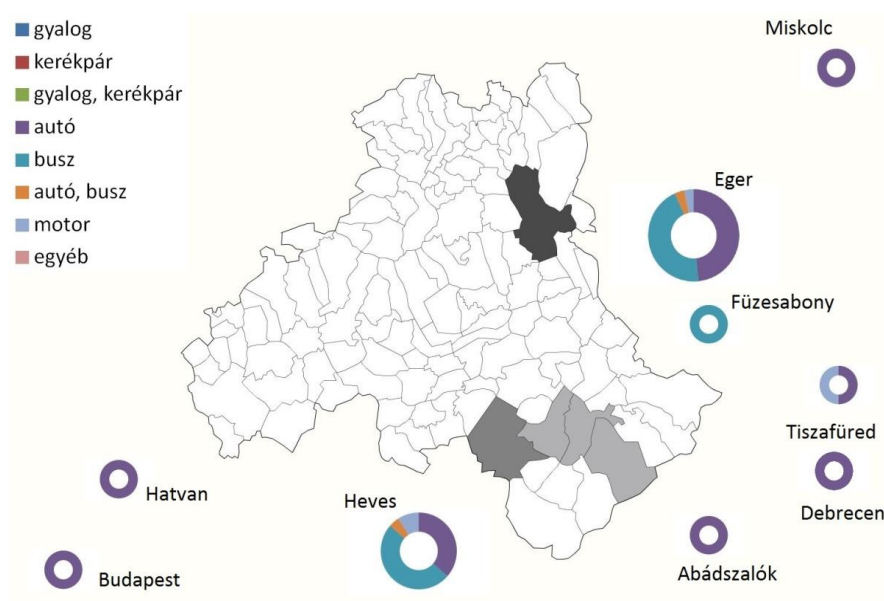 gyalog
kerékpár
gyalog, kerékpár
autó
busz
autó, busz
motor
egyéb
Miskolc
Eger
Füzesabony
Tiszafüred
Debrecen
Hatvan
Heves
Abádszalók
Budapest